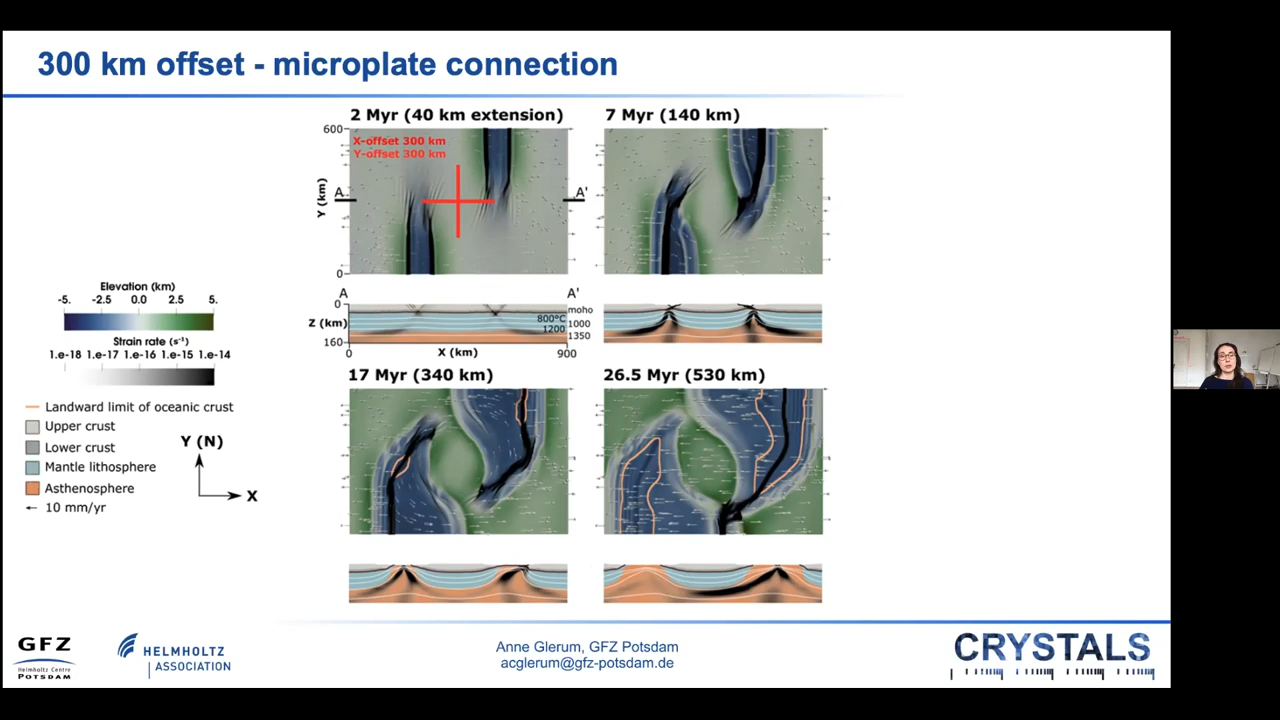 300 km offset - microplate connection
2 Myr (40 km extension)
7 Myr (140 km)
600
X-offset 300 km
Y-offset 300 km
A
A'
Y (km)
0
A
A'
0
moho
800°C
1000
Z (km)
1200
1350
160
0
X (km)
900
Elevation (km)
-5. -2.5 0.0 2.5 5.
Strain rate (s⁻¹)
1.e-18 1.e-17 1.e-16 1.e-15 1.e-14
17 Myr (340 km)
26.5 Myr (530 km)
Landward limit of oceanic crust
Upper crust
Lower crust
Mantle lithosphere
Asthenosphere
10 mm/yr
Y (N)
X
GFZ
Helmholtz Centre
POTSDAM
HELMHOLTZ
ASSOCIATION
Anne Glerum, GFZ Potsdam
acglerum@gfz-potsdam.de
CRYSTALS